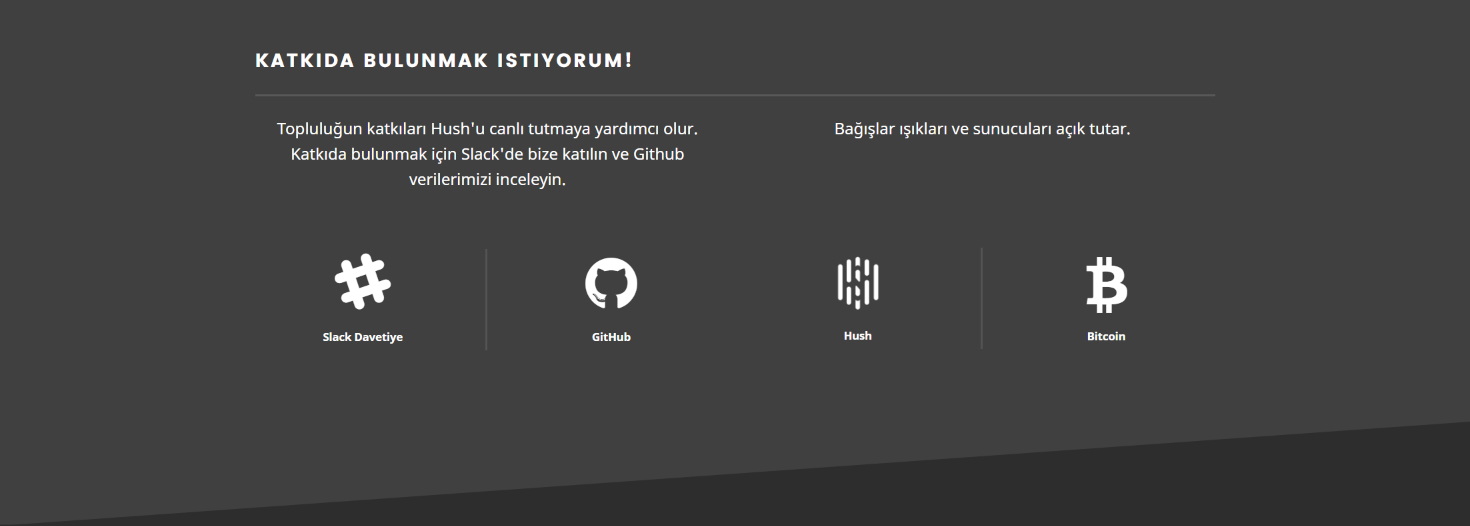 KATKIDA BULUNMAK ISTIYORUM!
Topluluğun katkıları Hush'u canlı tutmaya yardımcı olur.
Katkıda bulunmak için Slack'de bize katılın ve Github
verilerimizi inceleyin.
Bağışlar ışıkları ve sunucuları açık tutar.
Slack Davetiye
GitHub
Hush
Bitcoin